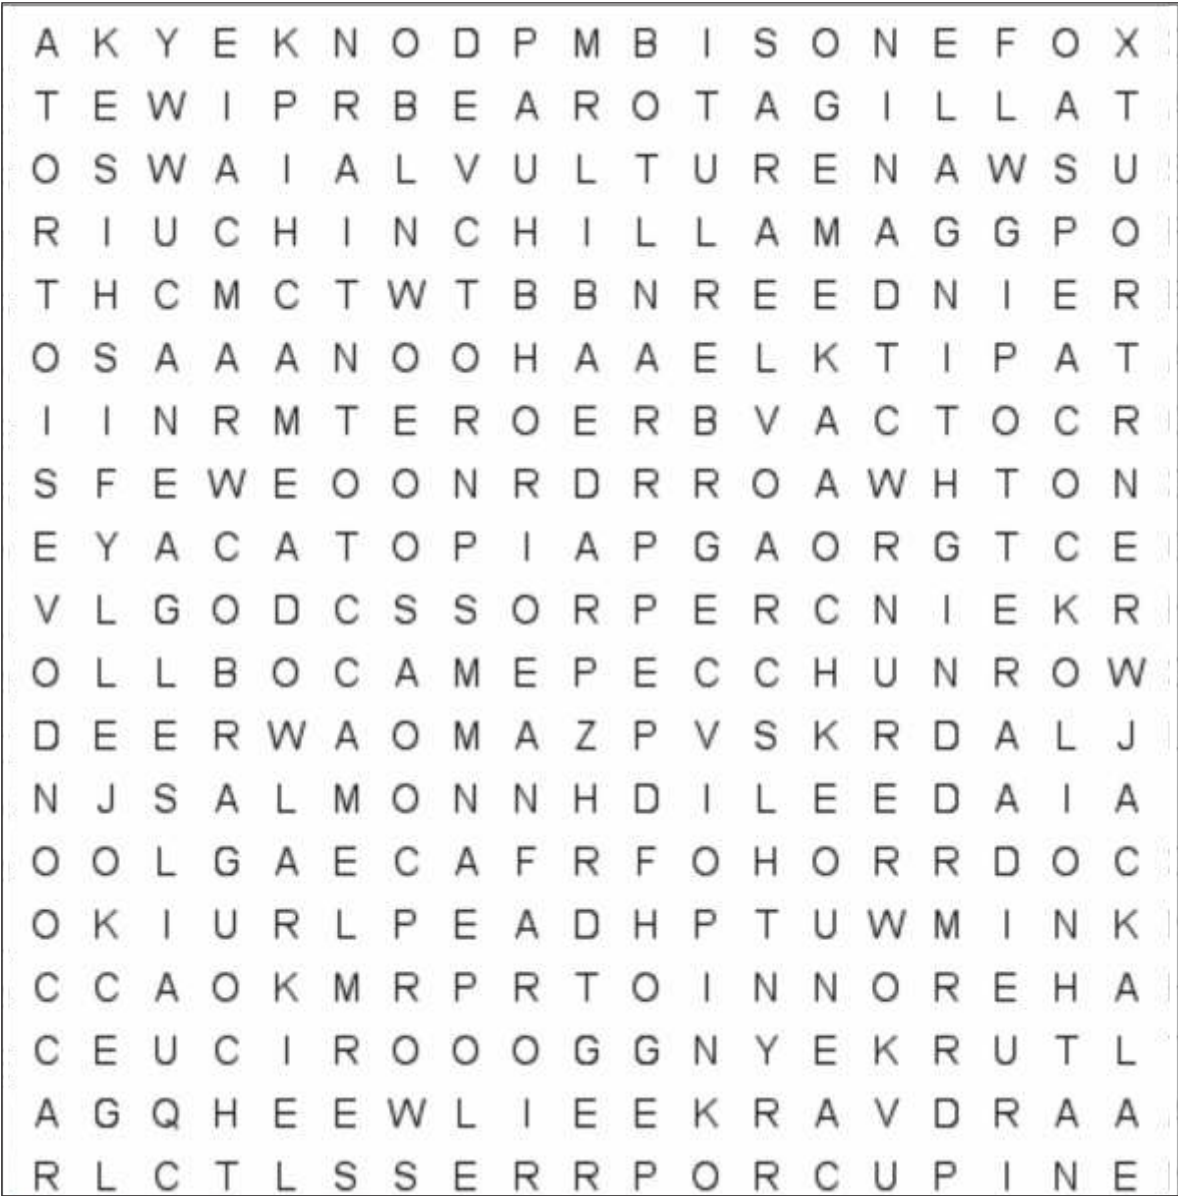 A K Y E K N O D P M B I S O N E F O X
T E W I P R B E A R O T A G I L L A T
O S W A I A L V U L T U R E N A W S U
R I U C H I N C H I L L A M A G G P O
T H C M C T W T B B N R E E D N I E R
O S A A A N O O H A A E L K T I P A T
I I N R M T E R O E R B V A C T O C R
S F E W E O O N R D R R O A W H T O N
E Y A C A T O P I A P G A O R G T C E
V L G O D C S S O R P E R C N I E K R
O L L B O C A M E P E C C H U N R O W
D E E R W A O M A Z P V S K R D A L J
N J S A L M O N N H D I L E E D A I A
O O L G A E C A F R F O H O R R D O C
O K I U R L P E A D H P T U W M I N K
C C A O K M R P R T O I N N O R E H A
C E U C I R O O O G G N Y E K R U T L
A G Q H E E W L I E E K R A V D R A A
R L C T L S S E R R P O R C U P I N E